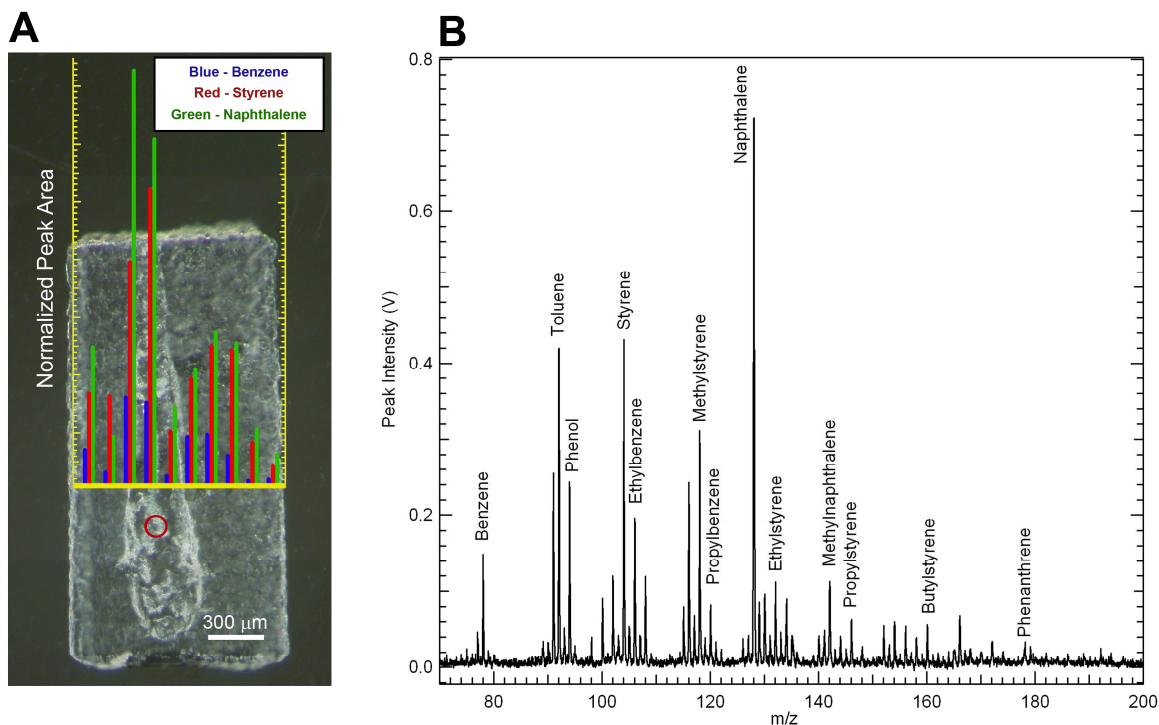 A
Blue - Benzene
Red - Styrene
Green - Naphthalene
Normalized Peak Area
300 μm
B
Peak Intensity (V)
0.8
0.6
0.4
0.2
0.0
Benzene
Toluene
Phenol
Styrene
Ethylbenzene
Methylstyrene
Propylbenzene
Naphthalene
Ethylstyrene
Methylnaphthalene
Propylstyrene
Butylstyrene
Phenanthrene
80 100 120 140 160 180 200
m/z